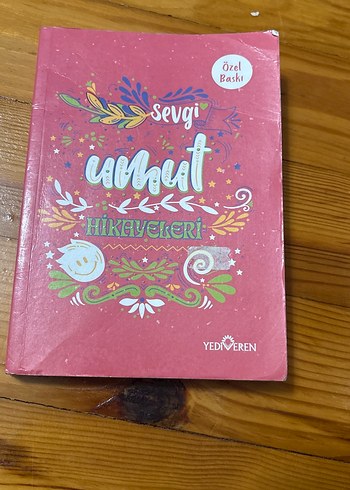 Özel
Baskı
sevgi
umut
HİKAYELERİ
YEDİVEREN